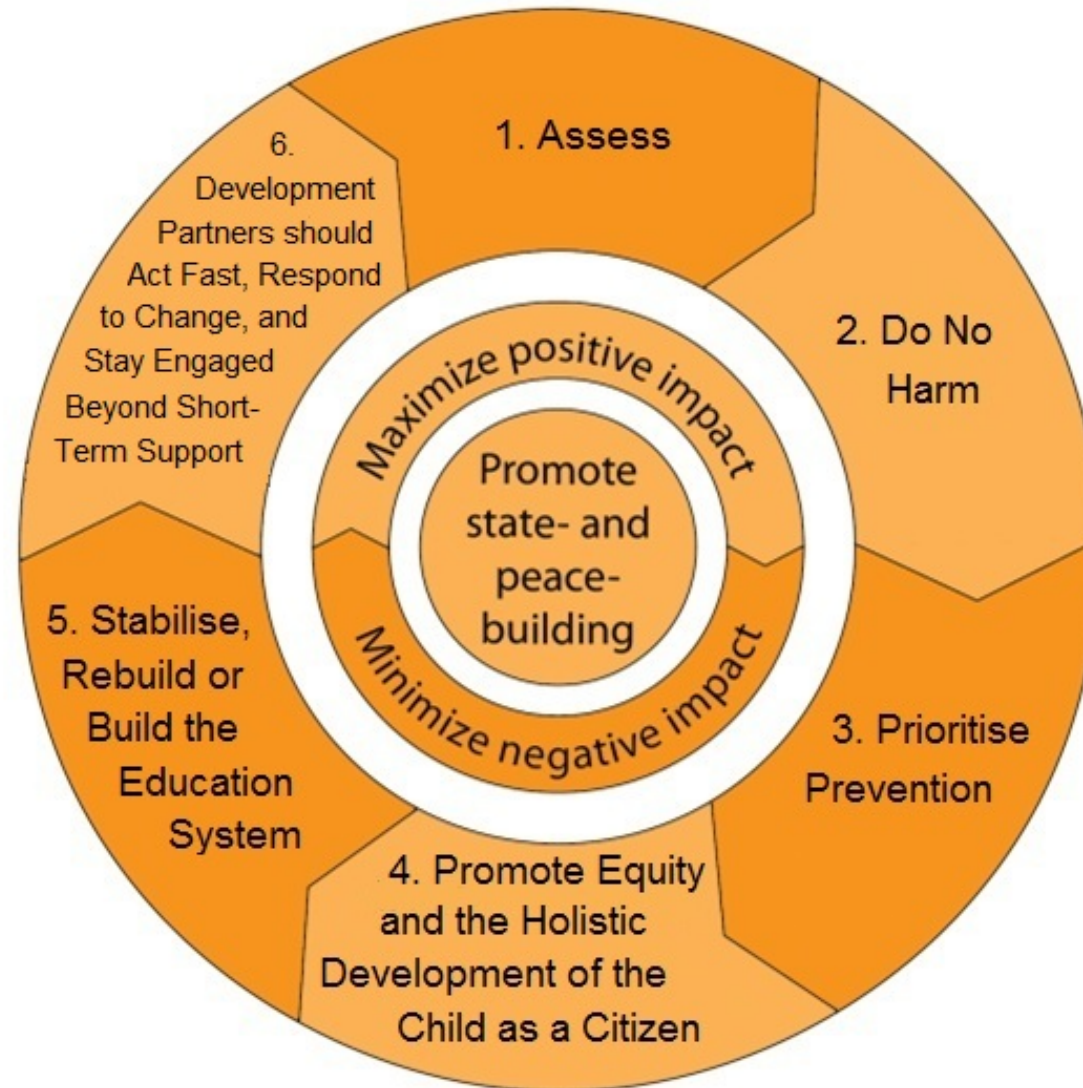 1. Assess
2. Do No
Harm
3. Prioritise
Prevention
4. Promote Equity
and the Holistic
Development of the
Child as a Citizen
5. Stabilise,
Rebuild or
Build the
Education
System
6.
Development
Partners should
Act Fast, Respond
to Change, and
Stay Engaged
Beyond Short-
Term Support
Maximize positive impact
Minimize negative impact
Promote
state- and
peace-
building